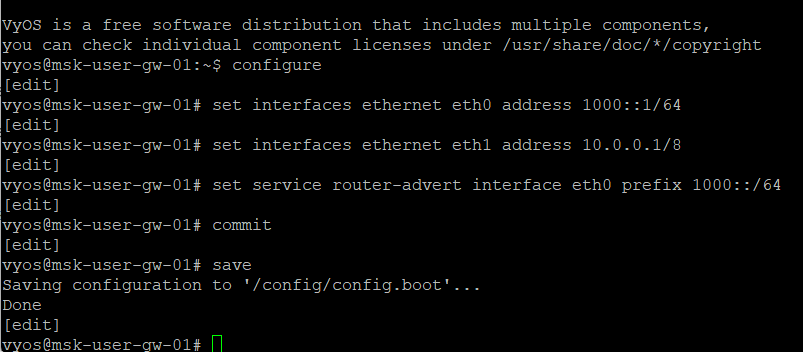 VyOS is a free software distribution that includes multiple components,
you can check individual component licenses under /usr/share/doc/*/copyright
vyos@msk-user-gw-01:~$ configure
[edit]
vyos@msk-user-gw-01# set interfaces ethernet eth0 address 1000::1/64
[edit]
vyos@msk-user-gw-01# set interfaces ethernet eth1 address 10.0.0.1/8
[edit]
vyos@msk-user-gw-01# set service router-advert interface eth0 prefix 1000::/64
[edit]
vyos@msk-user-gw-01# commit
[edit]
vyos@msk-user-gw-01# save
Saving configuration to '/config/config.boot'...
Done
[edit]
vyos@msk-user-gw-01#